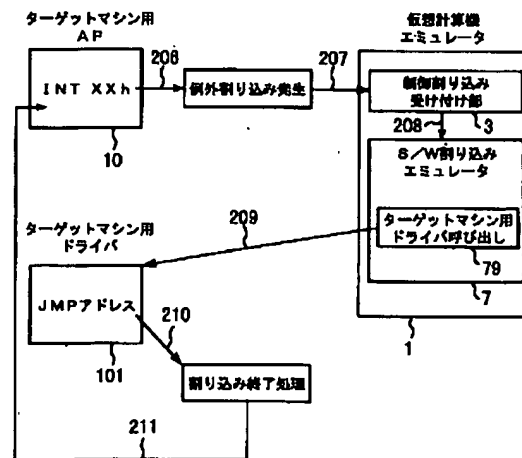 ターゲットマシン用
AP
INT XXh
10
206
例外割り込み発生
207
仮想計算機
エミュレータ
制御割り込み
受け付け部
3
208
S/W割り込み
エミュレータ
ターゲットマシン用
ドライバ呼び出し
79
7
1
209
ターゲットマシン用
ドライバ
JMPアドレス
101
210
割り込み終了処理
211